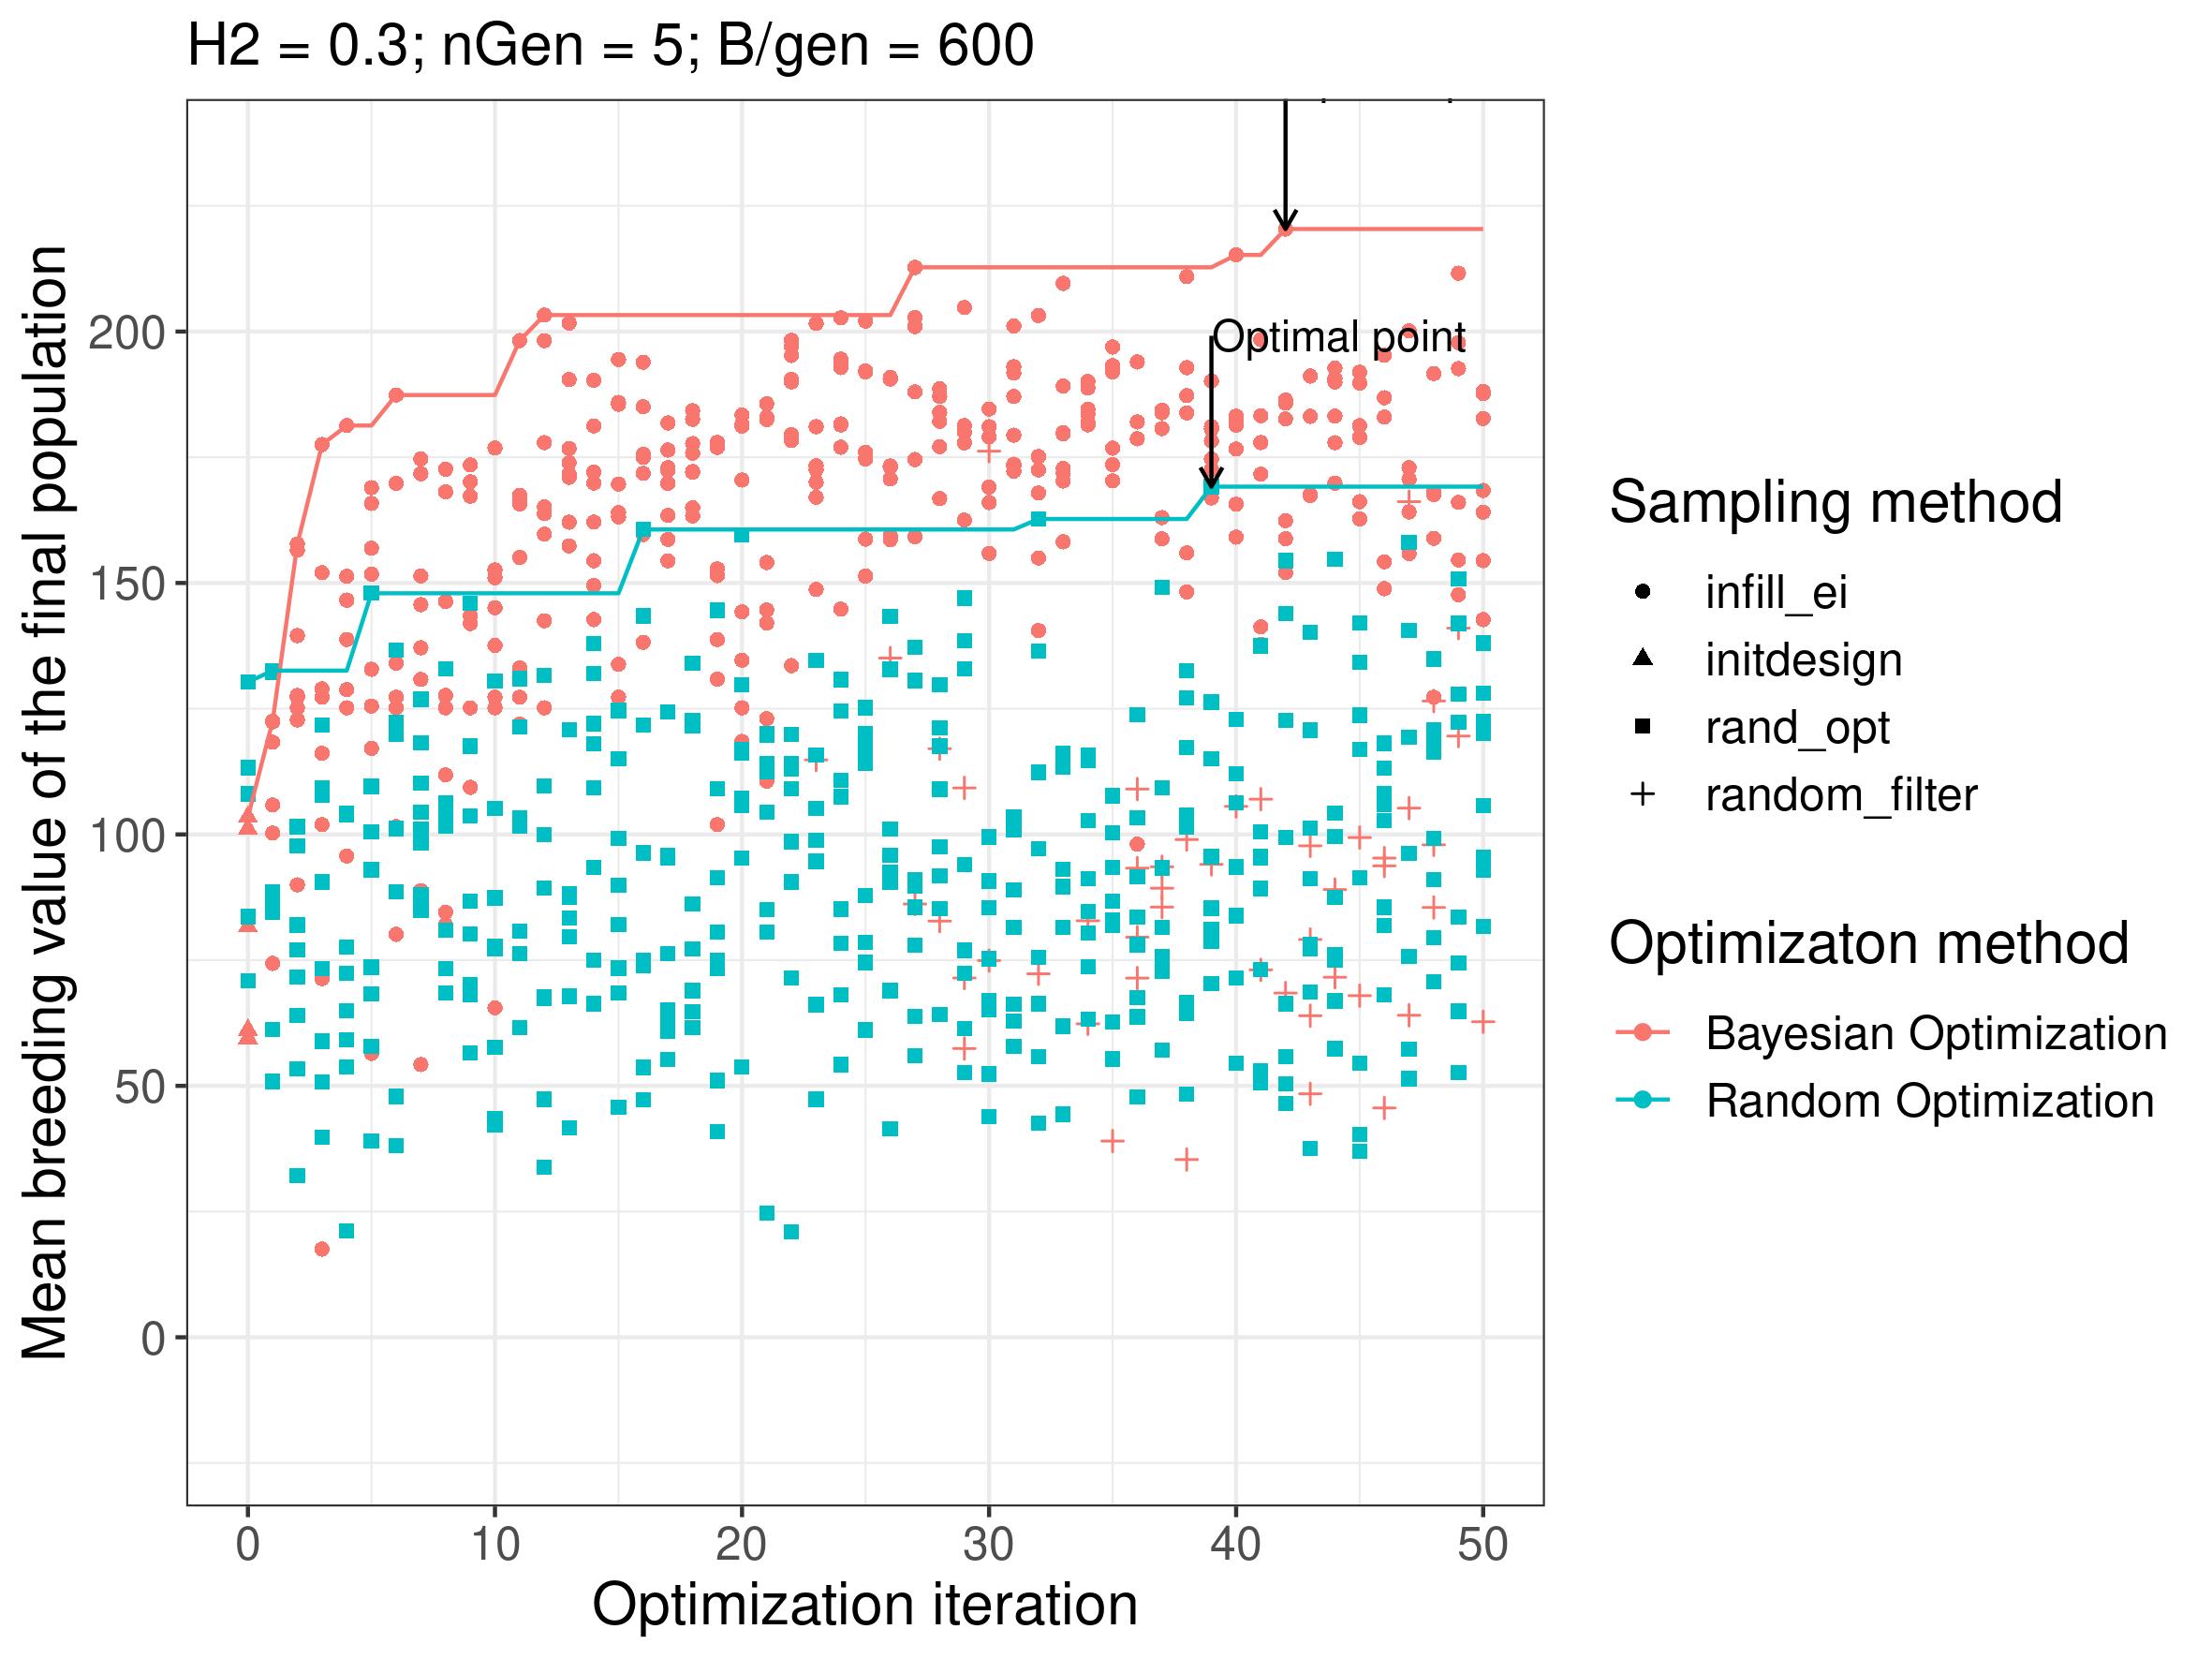 H2 = 0.3; nGen = 5; B/gen = 600
Mean breeding value of the final population
200
150
100
50
0
Optimal point
0 10 20 30 40 50
Optimization iteration
Sampling method
infill_ei
initdesign
rand_opt
random_filter
Optimizaton method
Bayesian Optimization
Random Optimization